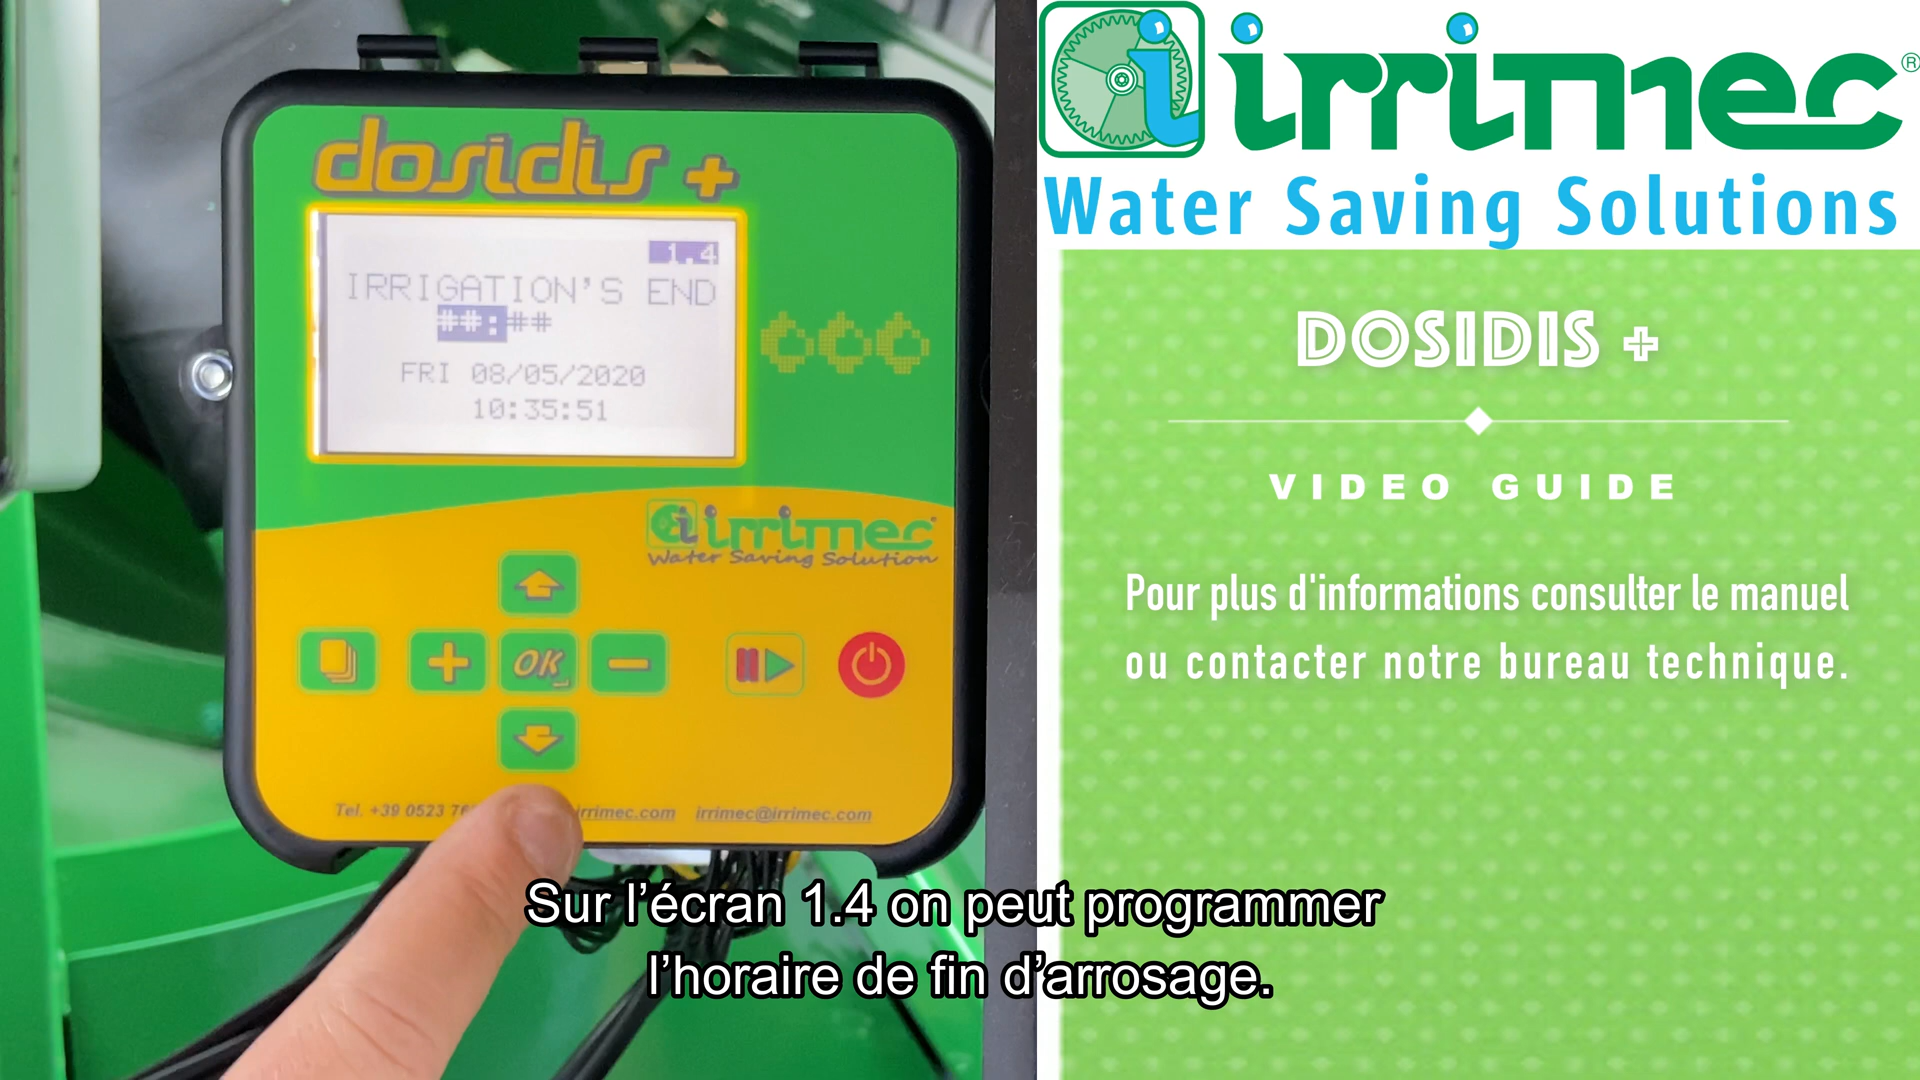 dosidis +
1.4
IRRIGATION'S END
##:##
FRI 08/05/2020
10:35:51
irrimec
Water Saving Solution
OK
Tel. +39 0523
irrimec.com
irrimec@irrimec.com
irrimec®
Water Saving Solutions
DOSIDIS +
VIDEO GUIDE
Pour plus d'informations consulter le manuel
ou contacter notre bureau technique.
Sur l’écran 1.4 on peut programmer
l’horaire de fin d’arrosage.